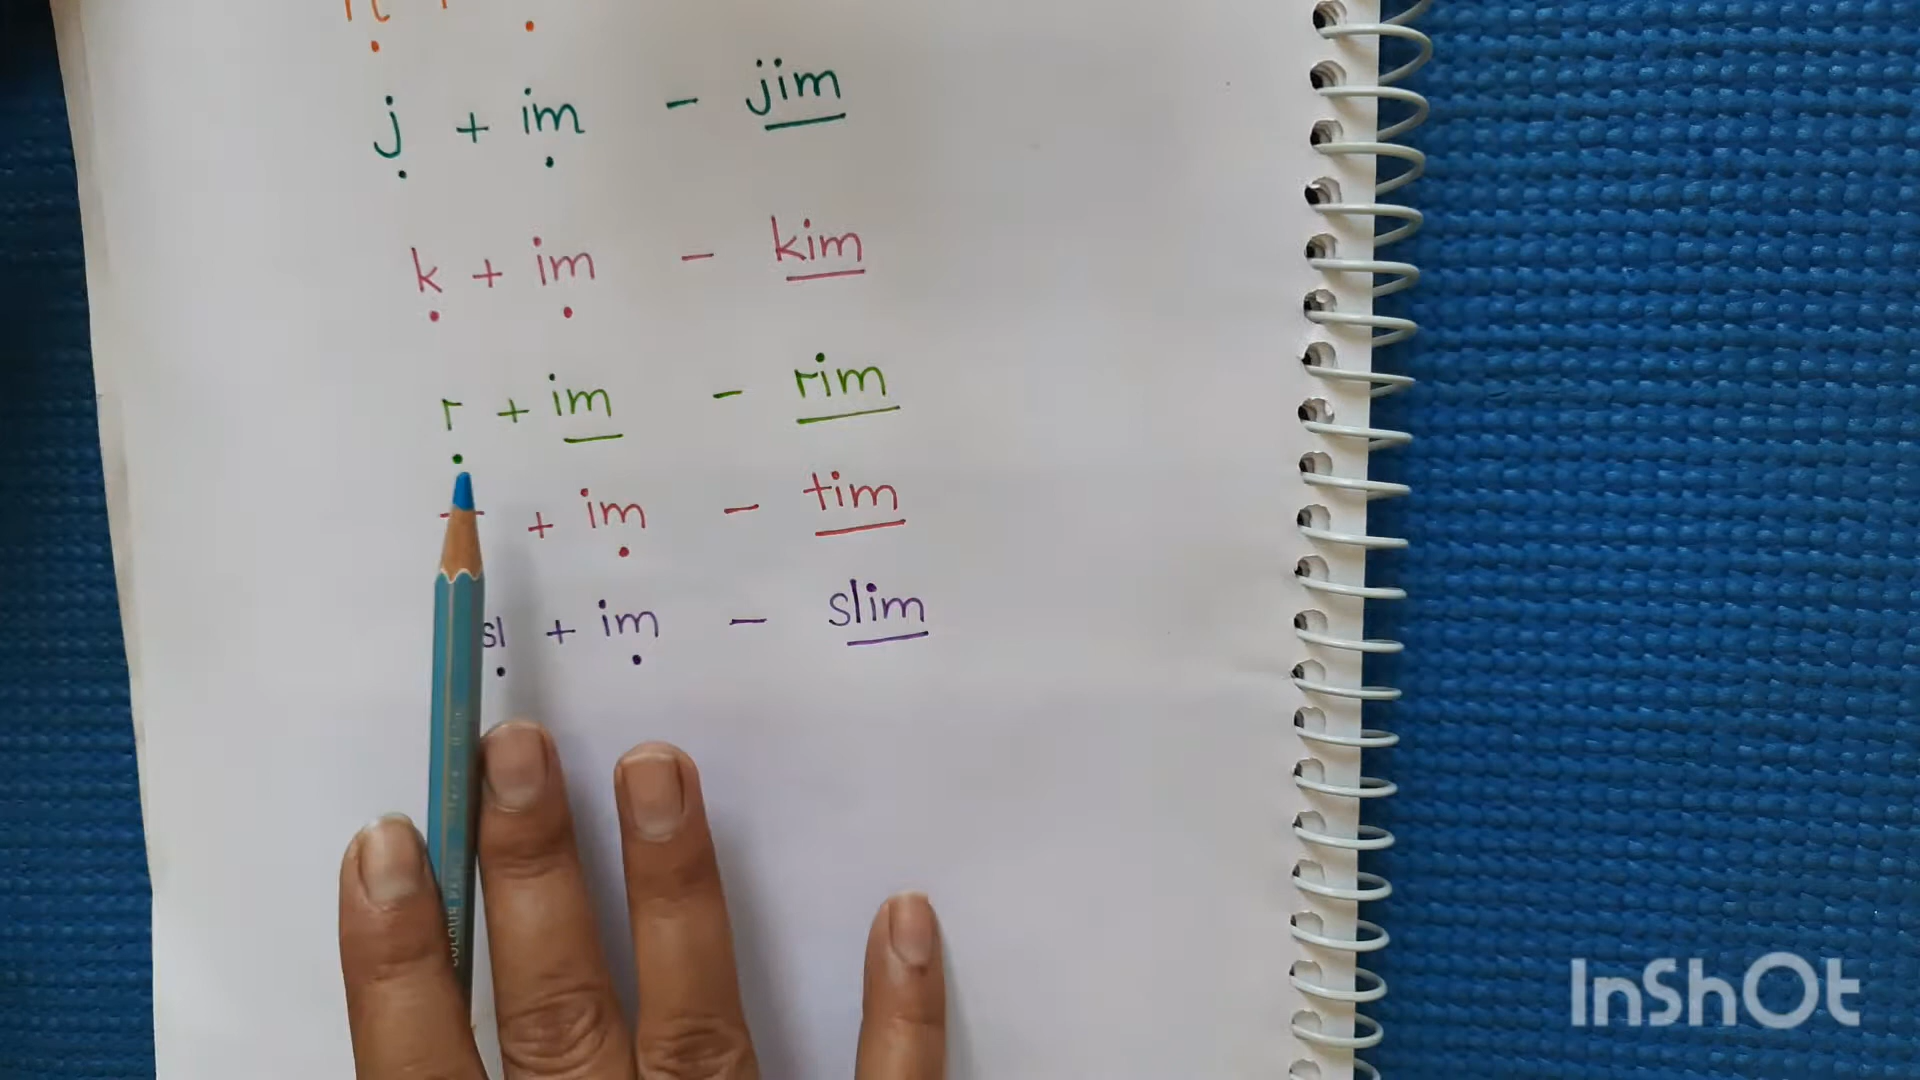 j + im - jim
k + im - kim
r + im - rim
+ im - tim
sl + im - slim
InShOt